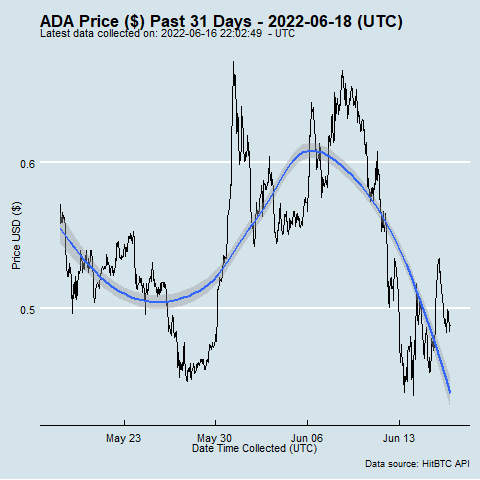 ADA Price ($) Past 31 Days - 2022-06-18 (UTC)
Latest data collected on: 2022-06-16 22:02:49 - UTC
0.6
Price USD ($)
0.5
May 23 May 30 Jun 06 Jun 13
Date Time Collected (UTC)
Data source: HitBTC API